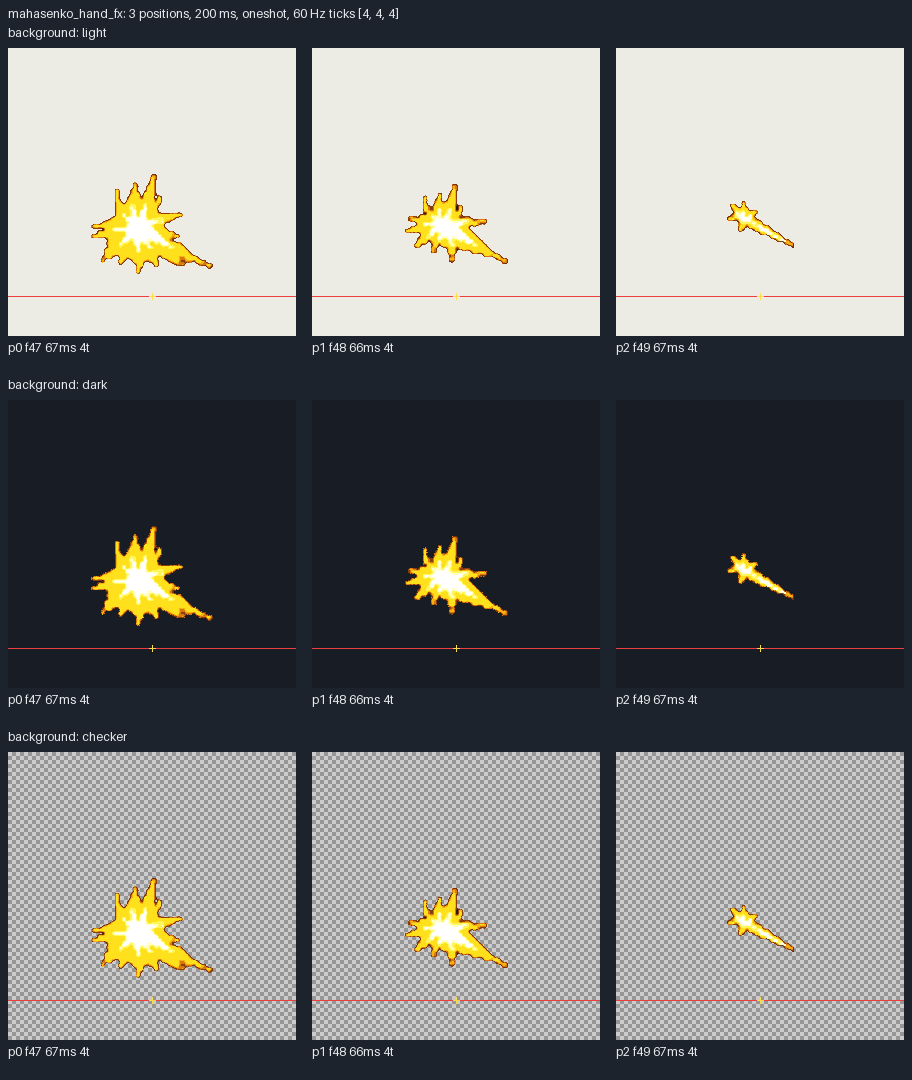 mahasenko_hand_fx: 3 positions, 200 ms, oneshot, 60 Hz ticks [4, 4, 4]
background: light
p0 f47 67ms 4t
p1 f48 66ms 4t
p2 f49 67ms 4t
background: dark
p0 f47 67ms 4t
p1 f48 66ms 4t
p2 f49 67ms 4t
background: checker
p0 f47 67ms 4t
p1 f48 66ms 4t
p2 f49 67ms 4t